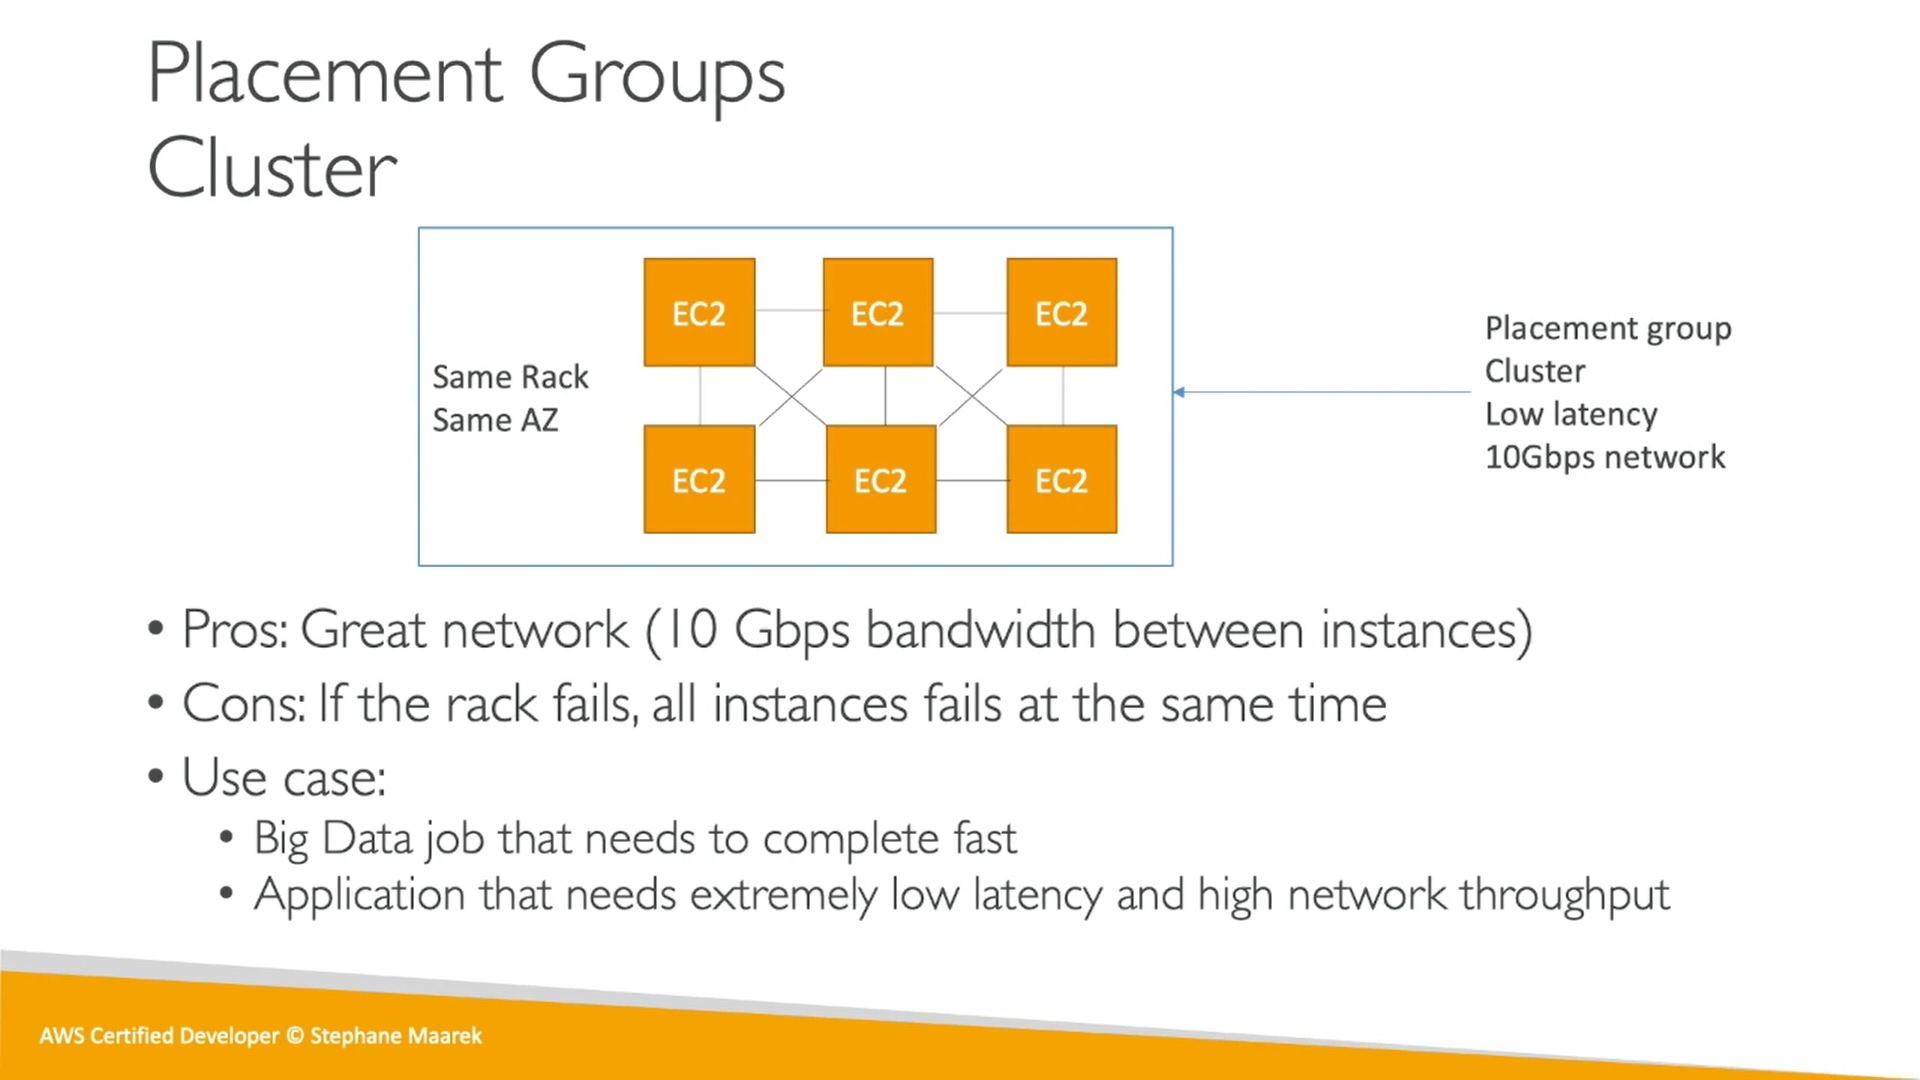 Placement Groups
Cluster
EC2 EC2 EC2
Same Rack
Same AZ
EC2 EC2 EC2
Placement group
Cluster
Low latency
10Gbps network
• Pros: Great network (10 Gbps bandwidth between instances)
• Cons: If the rack fails, all instances fails at the same time
• Use case:
• Big Data job that needs to complete fast
• Application that needs extremely low latency and high network throughput
AWS Certified Developer © Stephane Maarek